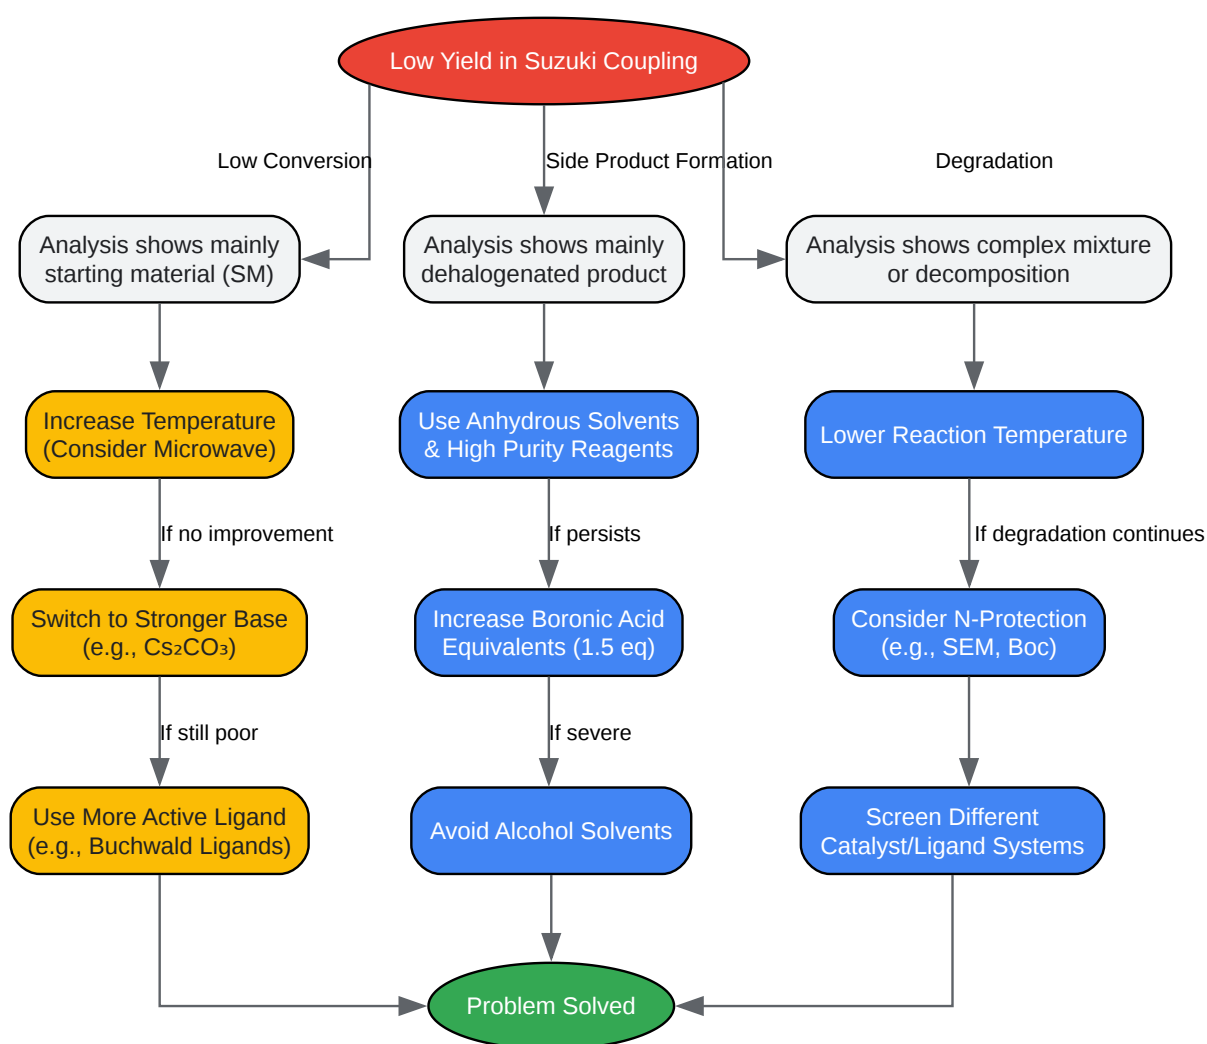 Low Yield in Suzuki Coupling
Low Conversion
Side Product Formation
Degradation
Analysis shows mainly
starting material (SM)
Analysis shows mainly
dehalogenated product
Analysis shows complex mixture
or decomposition
Increase Temperature
(Consider Microwave)
Use Anhydrous Solvents
& High Purity Reagents
Lower Reaction Temperature
If no improvement
If persists
If degradation continues
Switch to Stronger Base
(e.g., Cs₂CO₃)
Increase Boronic Acid
Equivalents (1.5 eq)
Consider N-Protection
(e.g., SEM, Boc)
If still poor
If severe
Use More Active Ligand
(e.g., Buchwald Ligands)
Avoid Alcohol Solvents
Screen Different
Catalyst/Ligand Systems
Problem Solved